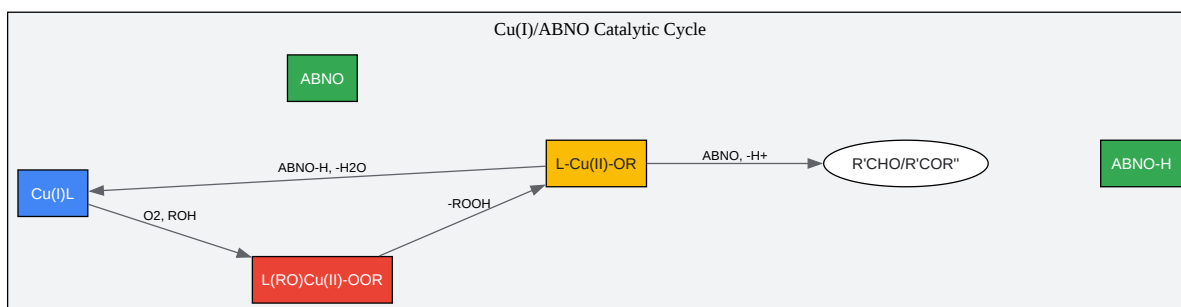 Cu(I)/ABNO Catalytic Cycle
ABNO
L-Cu(II)-OR
ABNO, -H+
R'CHO/R'COR"
ABNO-H
ABNO-H, -H2O
Cu(I)L
O2, ROH
-ROOH
L(RO)Cu(II)-OOR